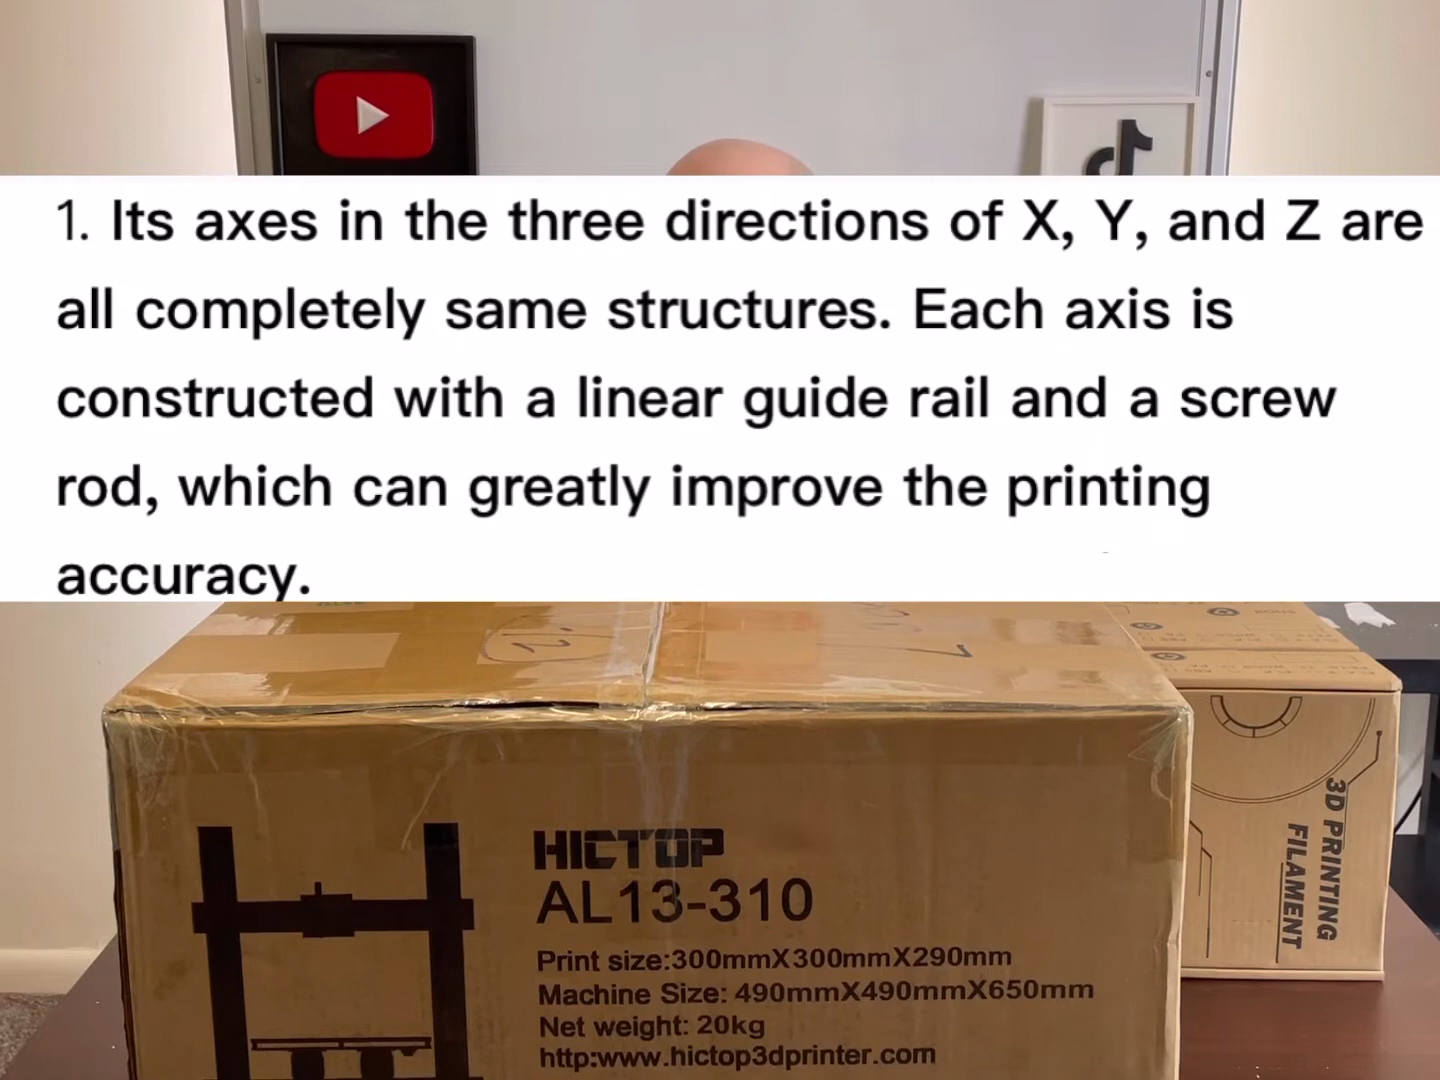 1. Its axes in the three directions of X, Y, and Z are
all completely same structures. Each axis is
constructed with a linear guide rail and a screw
rod, which can greatly improve the printing
accuracy.
HICTOP
AL13-310
Print size:300mmX300mmX290mm
Machine Size: 490mmX490mmX650mm
Net weight: 20kg
http:www.hictop3dprinter.com
3D PRINTING
FILAMENT